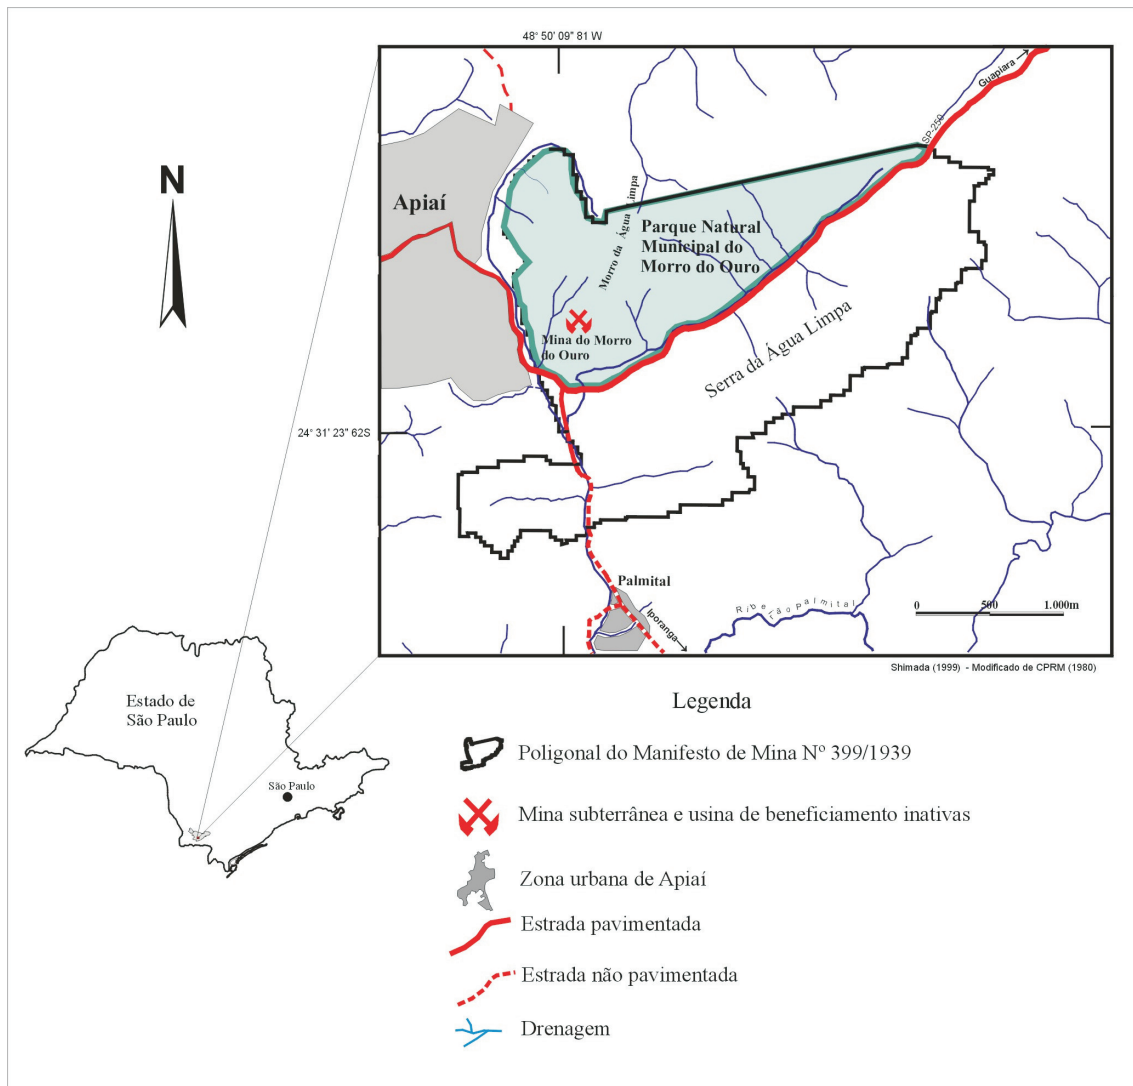 48° 50' 09" 81 W
Guapiara
SP-250
N
Apiaí
Morro da Água Limpa
Parque Natural
Municipal do
Morro do Ouro
Mina do Morro
do Ouro
Serra da Água Limpa
24° 31' 23" 62S
Palmital
Iporanga
Ribeirão Palmital
0 500 1.000m
Shimada (1999) - Modificado de CPRM (1980)
Estado de
São Paulo
São Paulo
Legenda
Poligonal do Manifesto de Mina Nº 399/1939
Mina subterrânea e usina de beneficiamento inativas
Zona urbana de Apiaí
Estrada pavimentada
Estrada não pavimentada
Drenagem